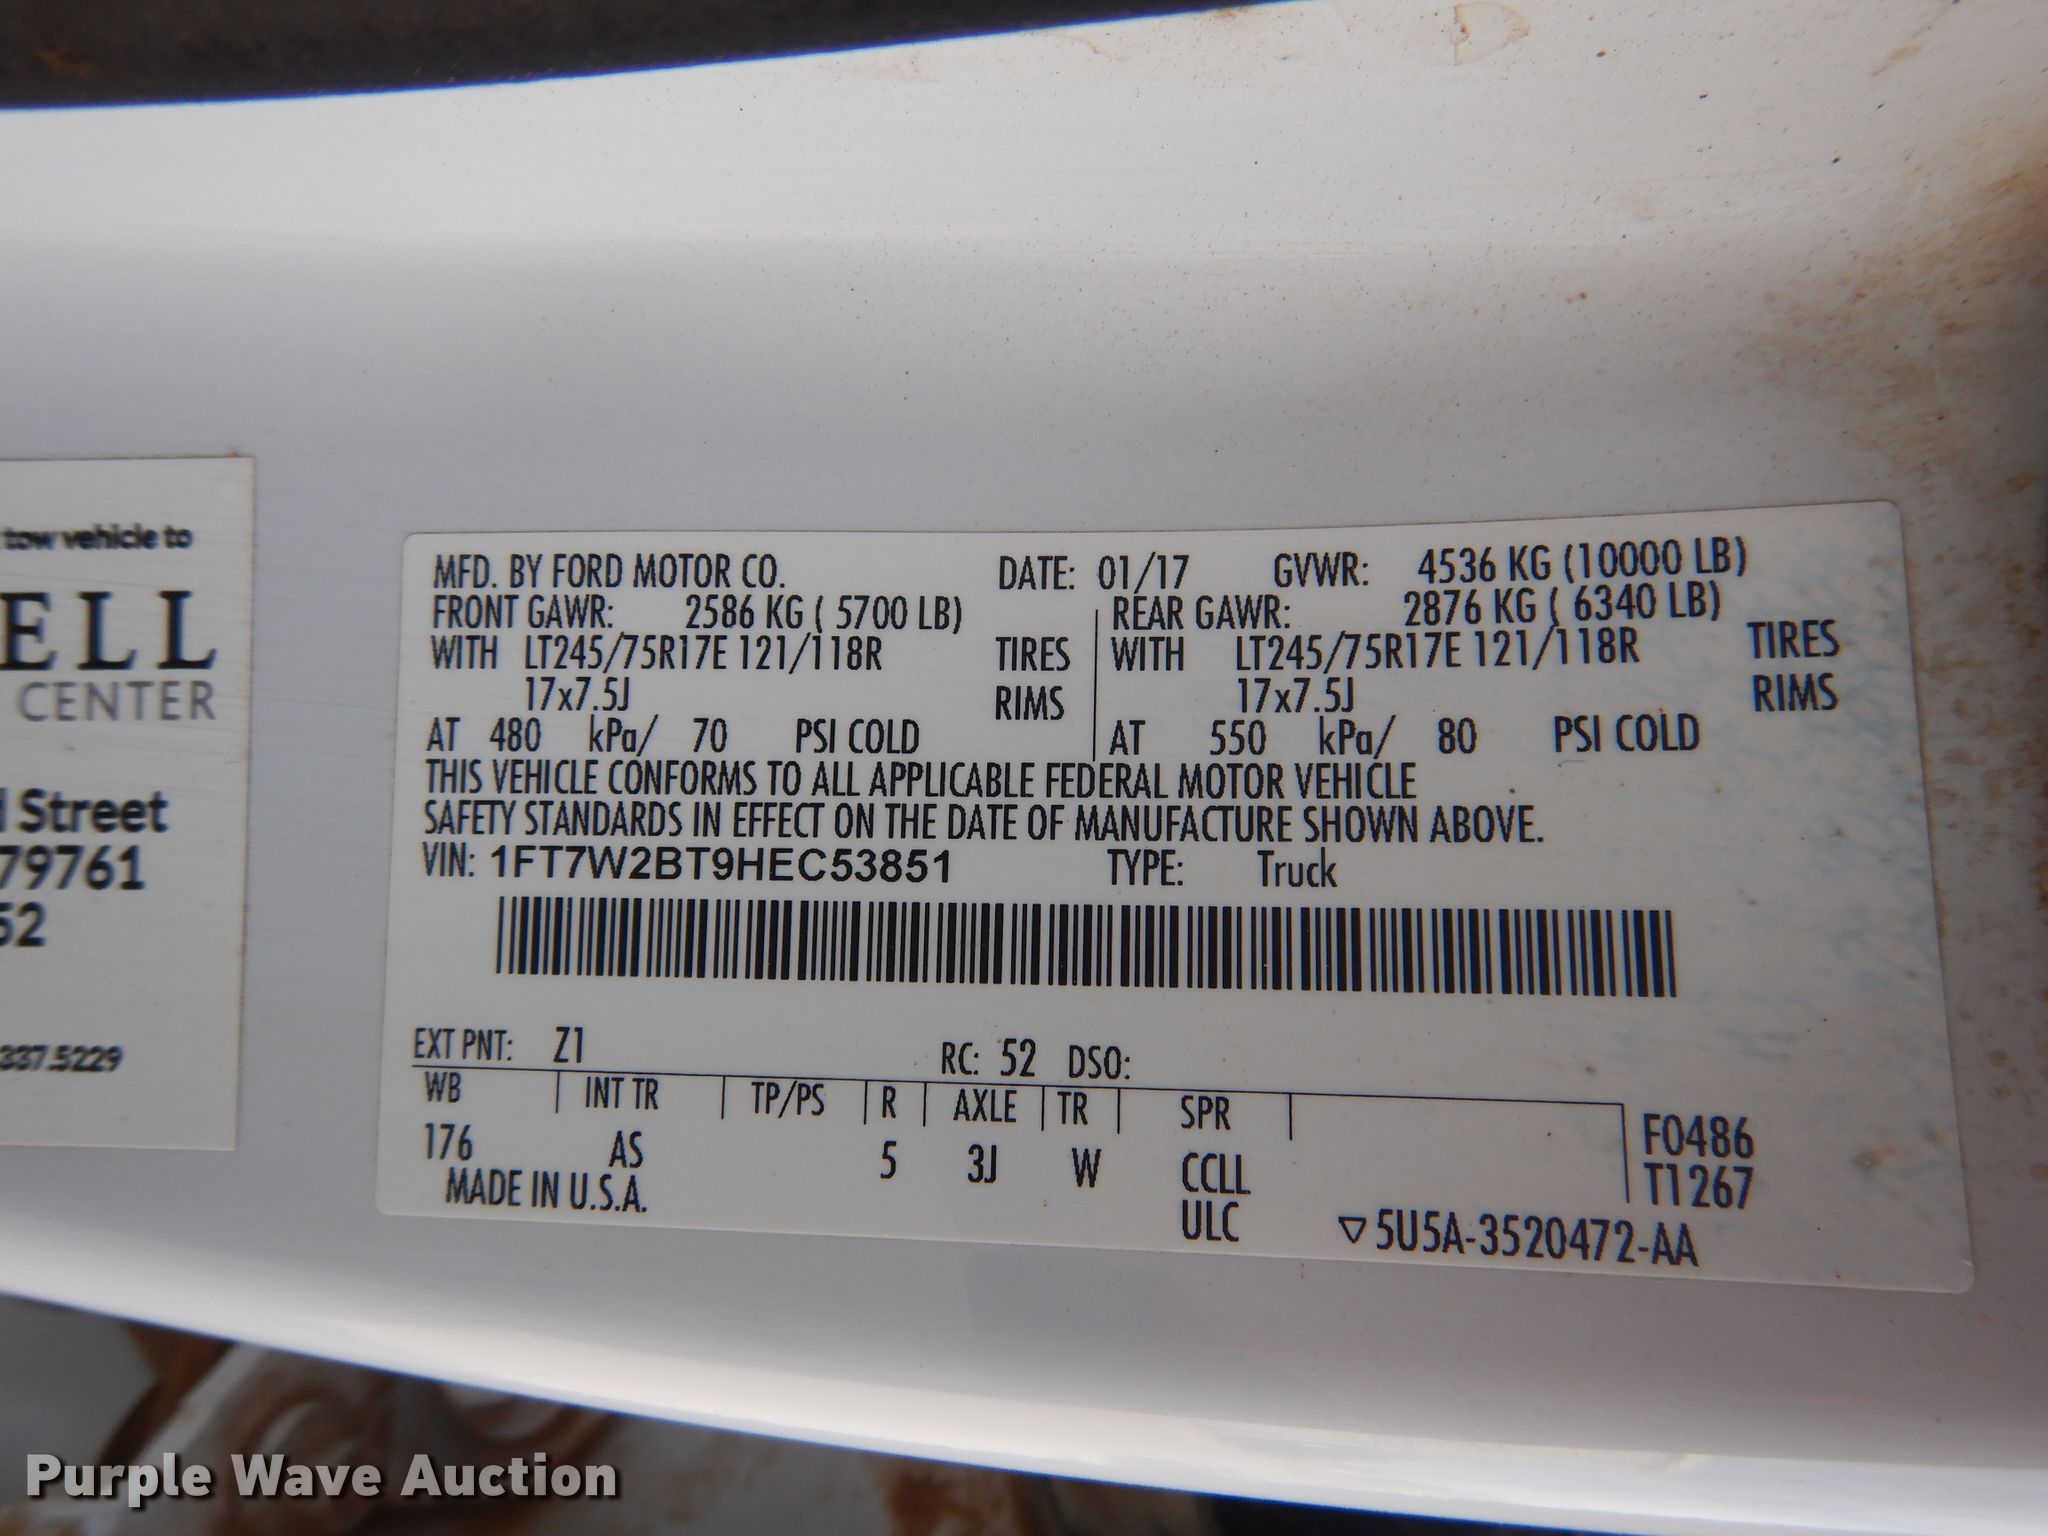 tow vehicle to
ELL
CENTER
d Street
79761
52
337.5229
MFD. BY FORD MOTOR CO. DATE: 01/17 GVWR: 4536 KG (10000 LB)
FRONT GAWR: 2586 KG ( 5700 LB) REAR GAWR: 2876 KG ( 6340 LB)
WITH LT245/75R17E 121/118R TIRES WITH LT245/75R17E 121/118R TIRES
17x7.5J RIMS 17x7.5J RIMS
AT 480 kPa/ 70 PSI COLD AT 550 kPa/ 80 PSI COLD
THIS VEHICLE CONFORMS TO ALL APPLICABLE FEDERAL MOTOR VEHICLE
SAFETY STANDARDS IN EFFECT ON THE DATE OF MANUFACTURE SHOWN ABOVE.
VIN: 1FT7W2BT9HEC53851 TYPE: Truck
EXT PNT: Z1 RC: 52 DSO:
WB INT TR TP/PS R AXLE TR SPR
176 AS 5 3J W CCLL
ULC
F0486
T1267
MADE IN U.S.A.
▽5U5A-3520472-AA
Purple Wave Auction